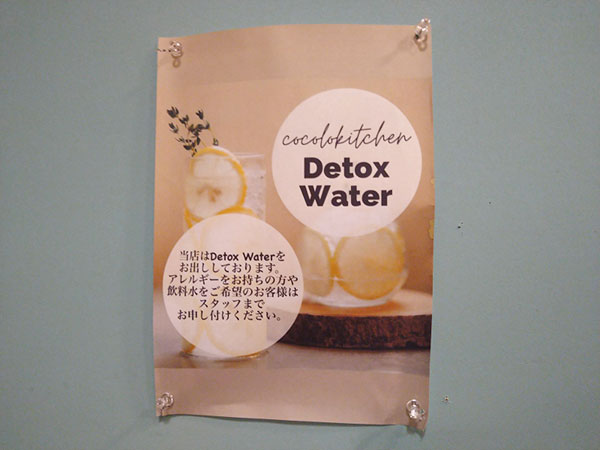 cocolokitchen
Detox
Water
当店はDetox Waterを
お出ししております。
アレルギーをお持ちの方や
飲料水をご希望のお客様は
スタッフまで
お申し付けください。